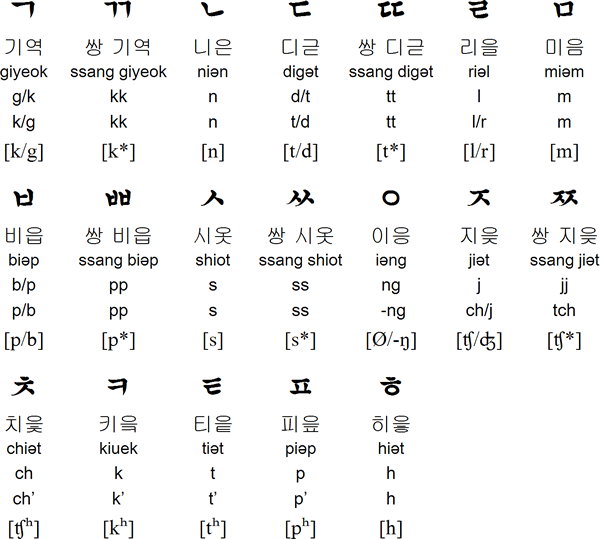 ㄱ ㄲ ㄴ ㄷ ㄸ ㄹ ㅁ
기역 쌍 기역 니은 디귿 쌍 디귿 리을 미음
giyeok ssang giyeok niən digət ssang digət riəl miəm
g/k kk n d/t tt l m
k/g kk n t/d tt l/r m
[k/g] [k*] [n] [t/d] [t*] [l/r] [m]
ㅂ ㅃ ㅅ ㅆ ㅇ ㅈ ㅉ
비읍 쌍 비읍 시옷 쌍 시옷 이응 지읒 쌍 지읒
biəp ssang biəp shiot ssang shiot iəng jiət ssang jiət
b/p pp s ss ng j jj
p/b pp s ss -ng ch/j tch
[p/b] [p*] [s] [s*] [Ø/-ŋ] [ʧ/ʤ] [ʧ*]
ㅊ ㅋ ㅌ ㅍ ㅎ
치읓 키읔 티읕 피읖 히읗
chiət kiuek tiət piəp hiət
ch k t p h
ch’ k’ t’ p’ h
[ʧʰ] [kʰ] [tʰ] [pʰ] [h]